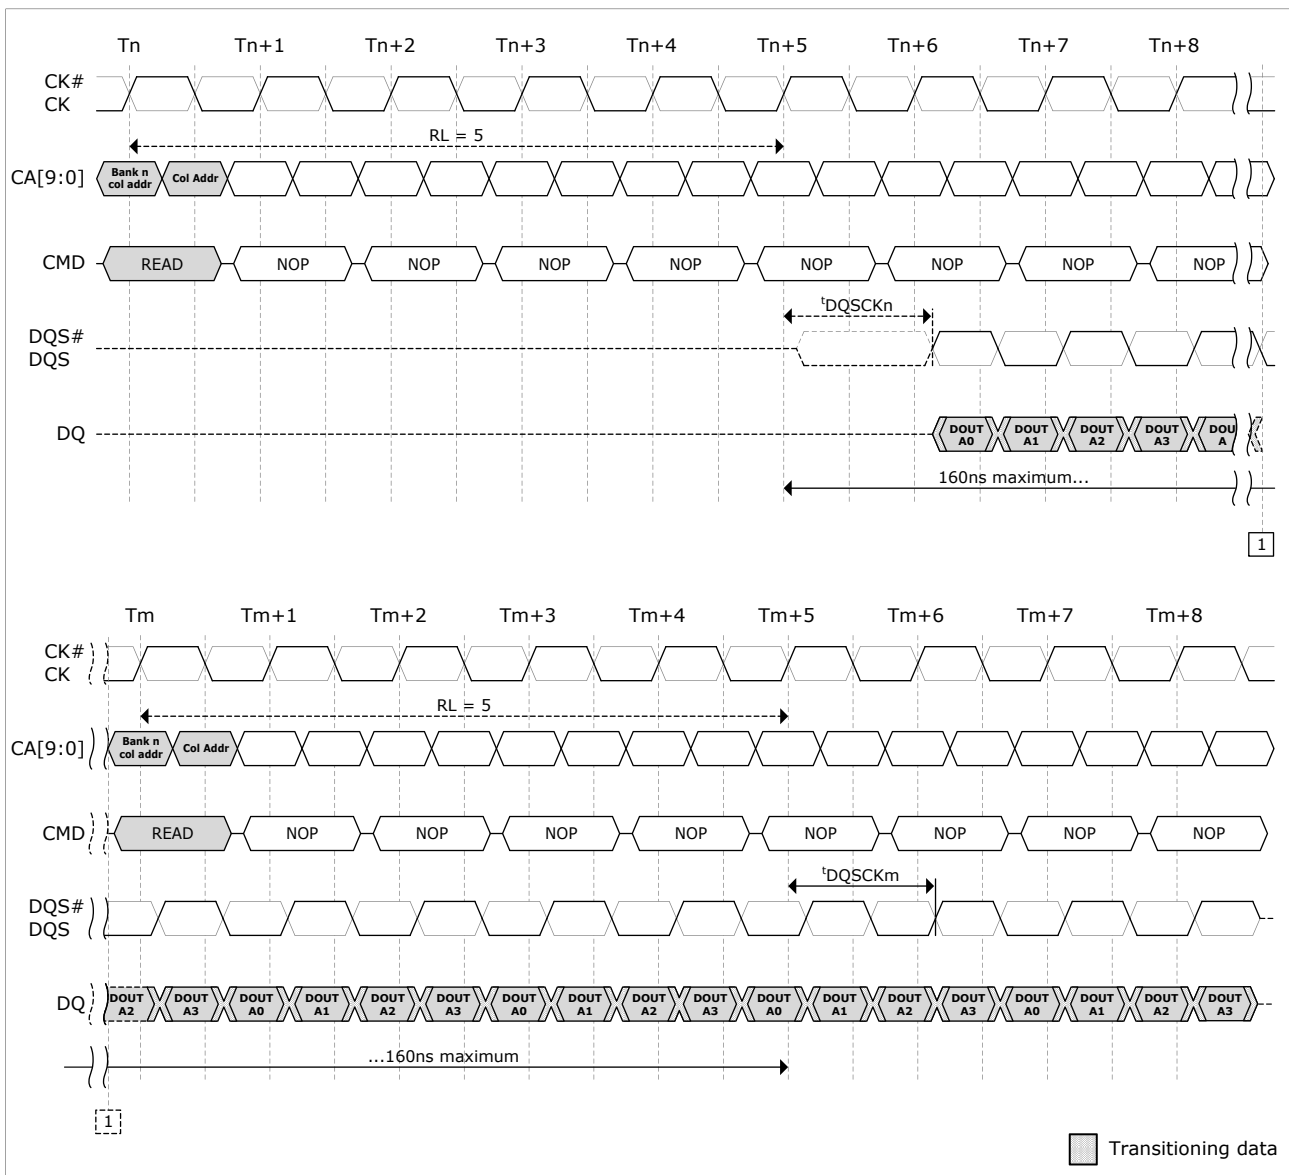 Tn Tn+1 Tn+2 Tn+3 Tn+4 Tn+5 Tn+6 Tn+7 Tn+8
CK#
CK
RL = 5
CA[9:0] Bank n col addr Col Addr
CMD READ NOP NOP NOP NOP NOP NOP NOP NOP
tDQSCKn
DQS#
DQS
DQ DOUT A0 DOUT A1 DOUT A2 DOUT A3 DOU A
160ns maximum...
1
Tm Tm+1 Tm+2 Tm+3 Tm+4 Tm+5 Tm+6 Tm+7 Tm+8
CK#
CK
RL = 5
CA[9:0] Bank n col addr Col Addr
CMD READ NOP NOP NOP NOP NOP NOP NOP NOP
tDQSCKm
DQS#
DQS
DQ DOUT A2 DOUT A3 DOUT A0 DOUT A1 DOUT A2 DOUT A3 DOUT A0 DOUT A1 DOUT A2 DOUT A3 DOUT A0 DOUT A1 DOUT A2 DOUT A3 DOUT A0 DOUT A1 DOUT A2 DOUT A3
...160ns maximum
1
Transitioning data